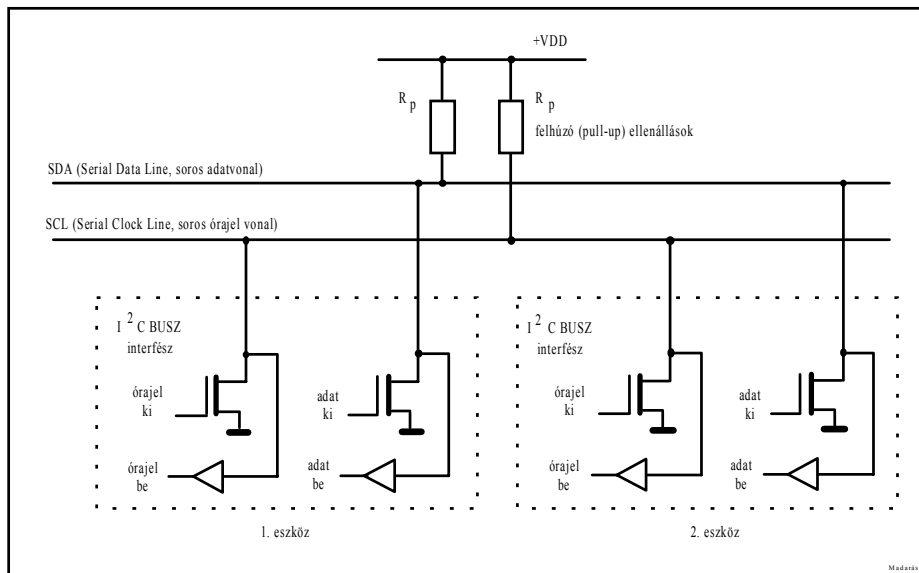 +VDD
R p
R p
felhúzó (pull-up) ellenállások
SDA (Serial Data Line, soros adatvonal)
SCL (Serial Clock Line, soros órajel vonal)
I 2 C BUSZ
interfész
órajel
ki
adat
ki
órajel
be
adat
be
1. eszköz
I 2 C BUSZ
interfész
órajel
ki
adat
ki
órajel
be
adat
be
2. eszköz
Madarás